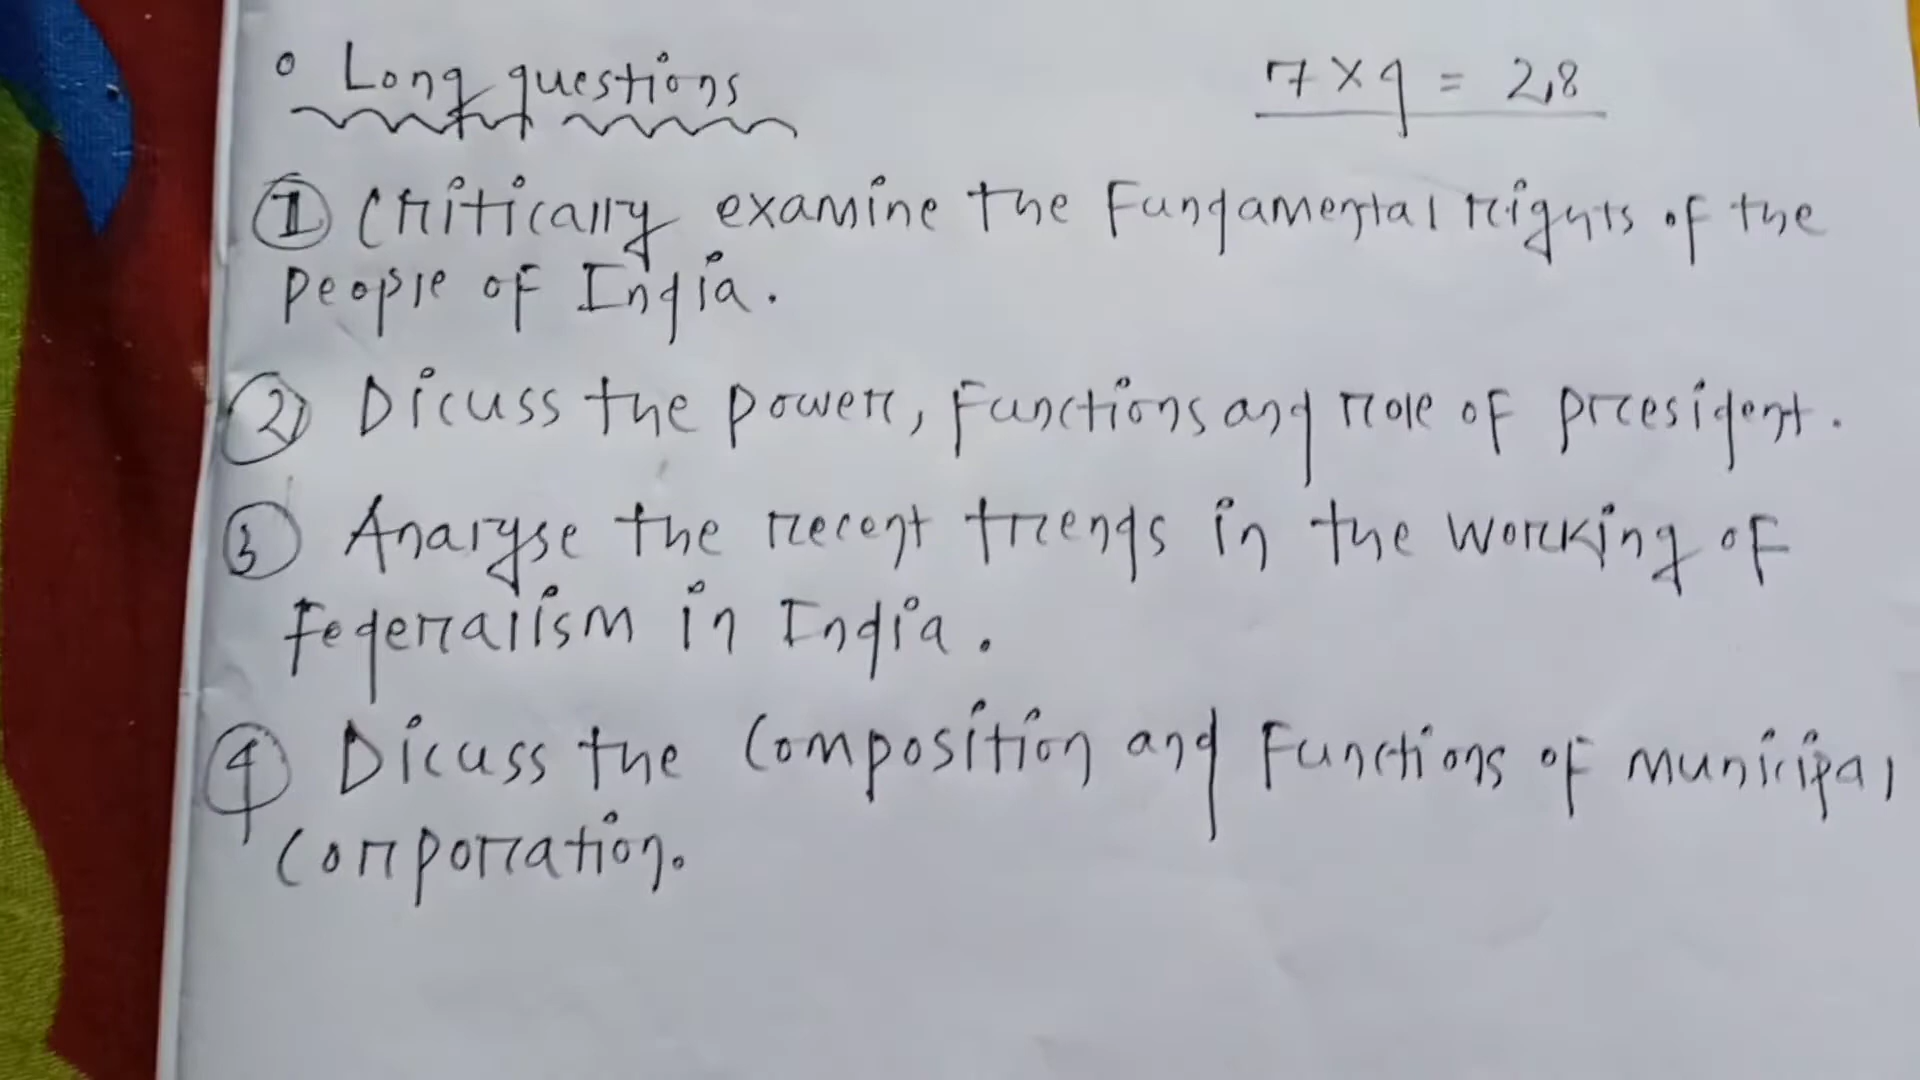 ° Long questions 7 x 4 = 28
① Critically examine the Fundamental rights of the
people of India.
② Dicuss the power, Functions and role of president.
③ Analyse the recent trends in the working of
federalism in India.
④ Dicuss the Composition and Functions of municipal
Corporation.